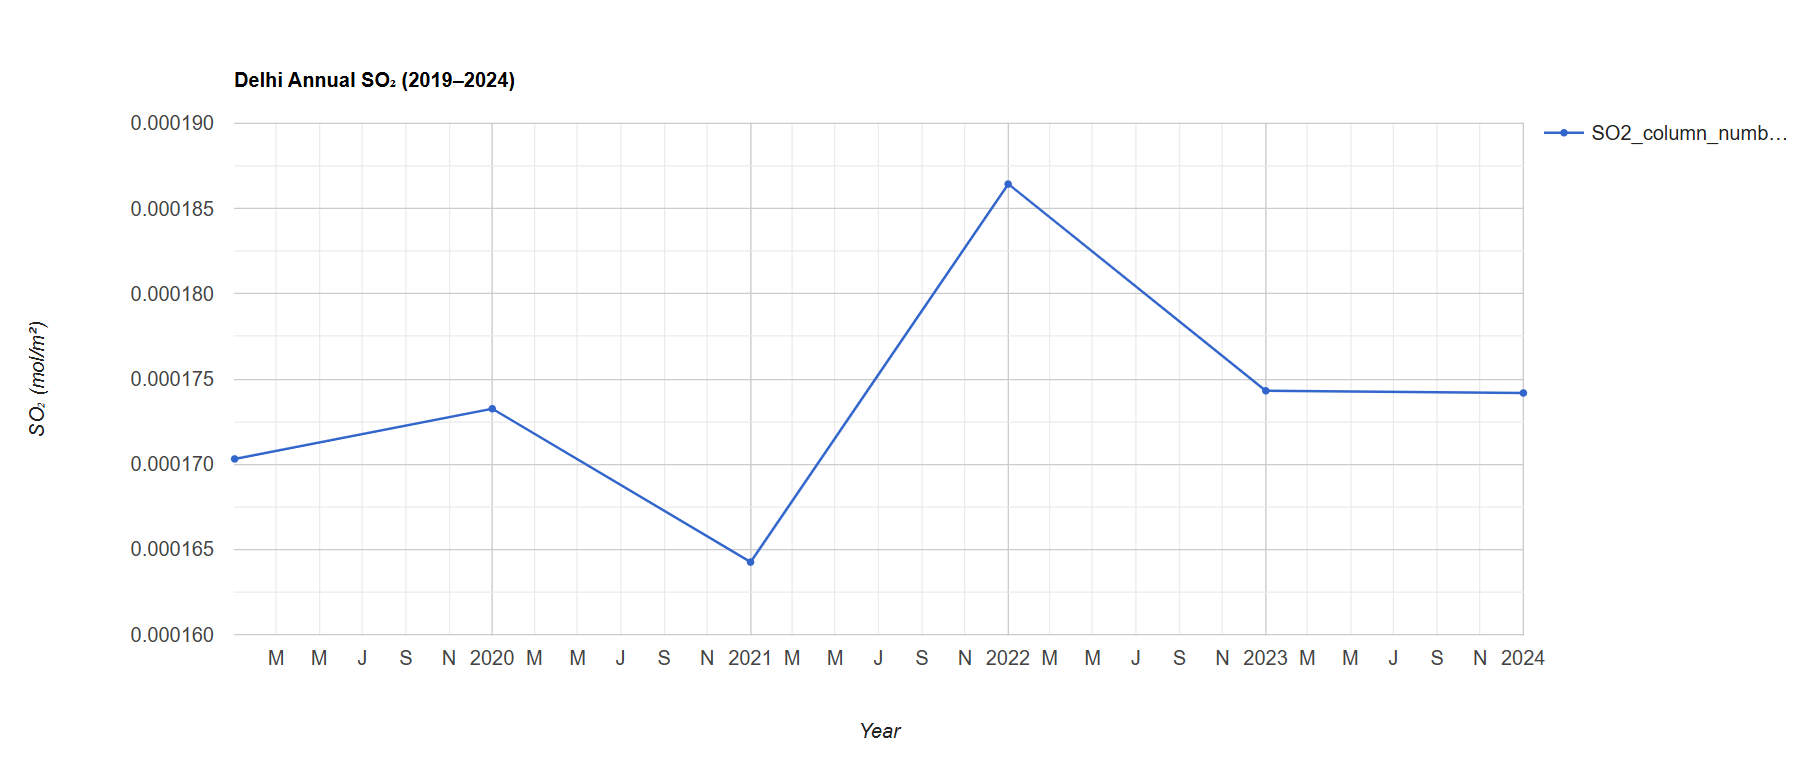 Delhi Annual SO₂ (2019–2024)
SO2_column_numb...
0.000190
0.000185
0.000180
0.000175
0.000170
0.000165
0.000160
SO₂ (mol/m²)
M M J S N 2020 M M J S N 2021 M M J S N 2022 M M J S N 2023 M M J S N 2024
Year